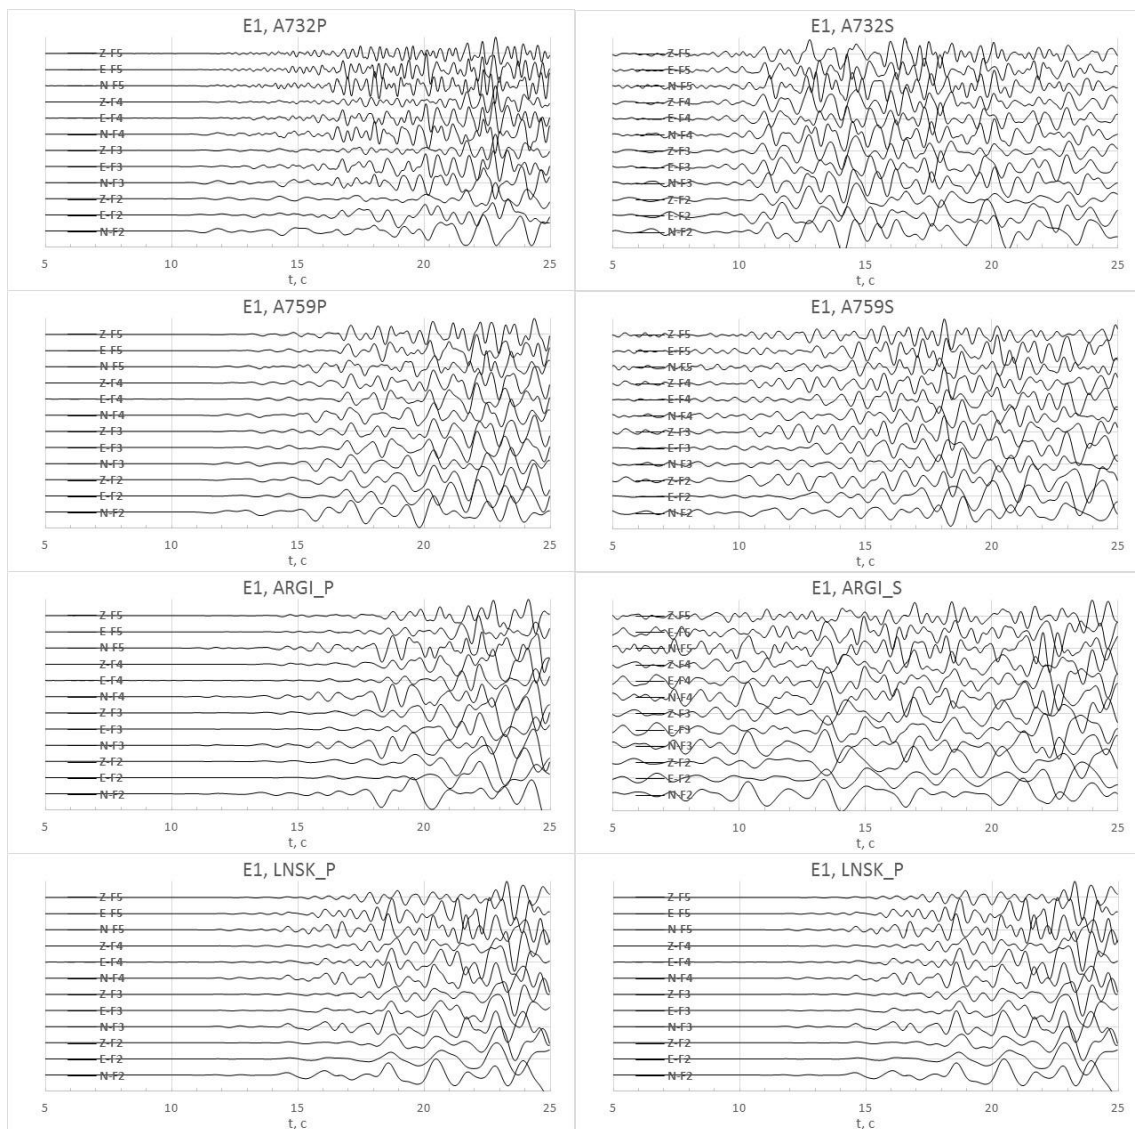 E1, A732P
Z-F5
E-F5
N-F5
Z-F4
E-F4
N-F4
Z-F3
E-F3
N-F3
Z-F2
E-F2
N-F2
5 10 15 20 25
t, c
E1, A732S
Z-F5
E-F5
N-F5
Z-F4
E-F4
N-F4
Z-F3
E-F3
N-F3
Z-F2
E-F2
N-F2
5 10 15 20 25
t, c
E1, A759P
Z-F5
E-F5
N-F5
Z-F4
E-F4
N-F4
Z-F3
E-F3
N-F3
Z-F2
E-F2
N-F2
5 10 15 20 25
t, c
E1, A759S
Z-F5
E-F5
N-F5
Z-F4
E-F4
N-F4
Z-F3
E-F3
N-F3
Z-F2
E-F2
N-F2
5 10 15 20 25
t, c
E1, ARGI_P
Z-F5
E-F5
N-F5
Z-F4
E-F4
N-F4
Z-F3
E-F3
N-F3
Z-F2
E-F2
N-F2
5 10 15 20 25
t, c
E1, ARGI_S
Z-F5
E-F5
N-F5
Z-F4
E-F4
N-F4
Z-F3
E-F3
N-F3
Z-F2
E-F2
N-F2
5 10 15 20 25
t, c
E1, LNSK_P
Z-F5
E-F5
N-F5
Z-F4
E-F4
N-F4
Z-F3
E-F3
N-F3
Z-F2
E-F2
N-F2
5 10 15 20 25
t, c
E1, LNSK_P
Z-F5
E-F5
N-F5
Z-F4
E-F4
N-F4
Z-F3
E-F3
N-F3
Z-F2
E-F2
N-F2
5 10 15 20 25
t, c